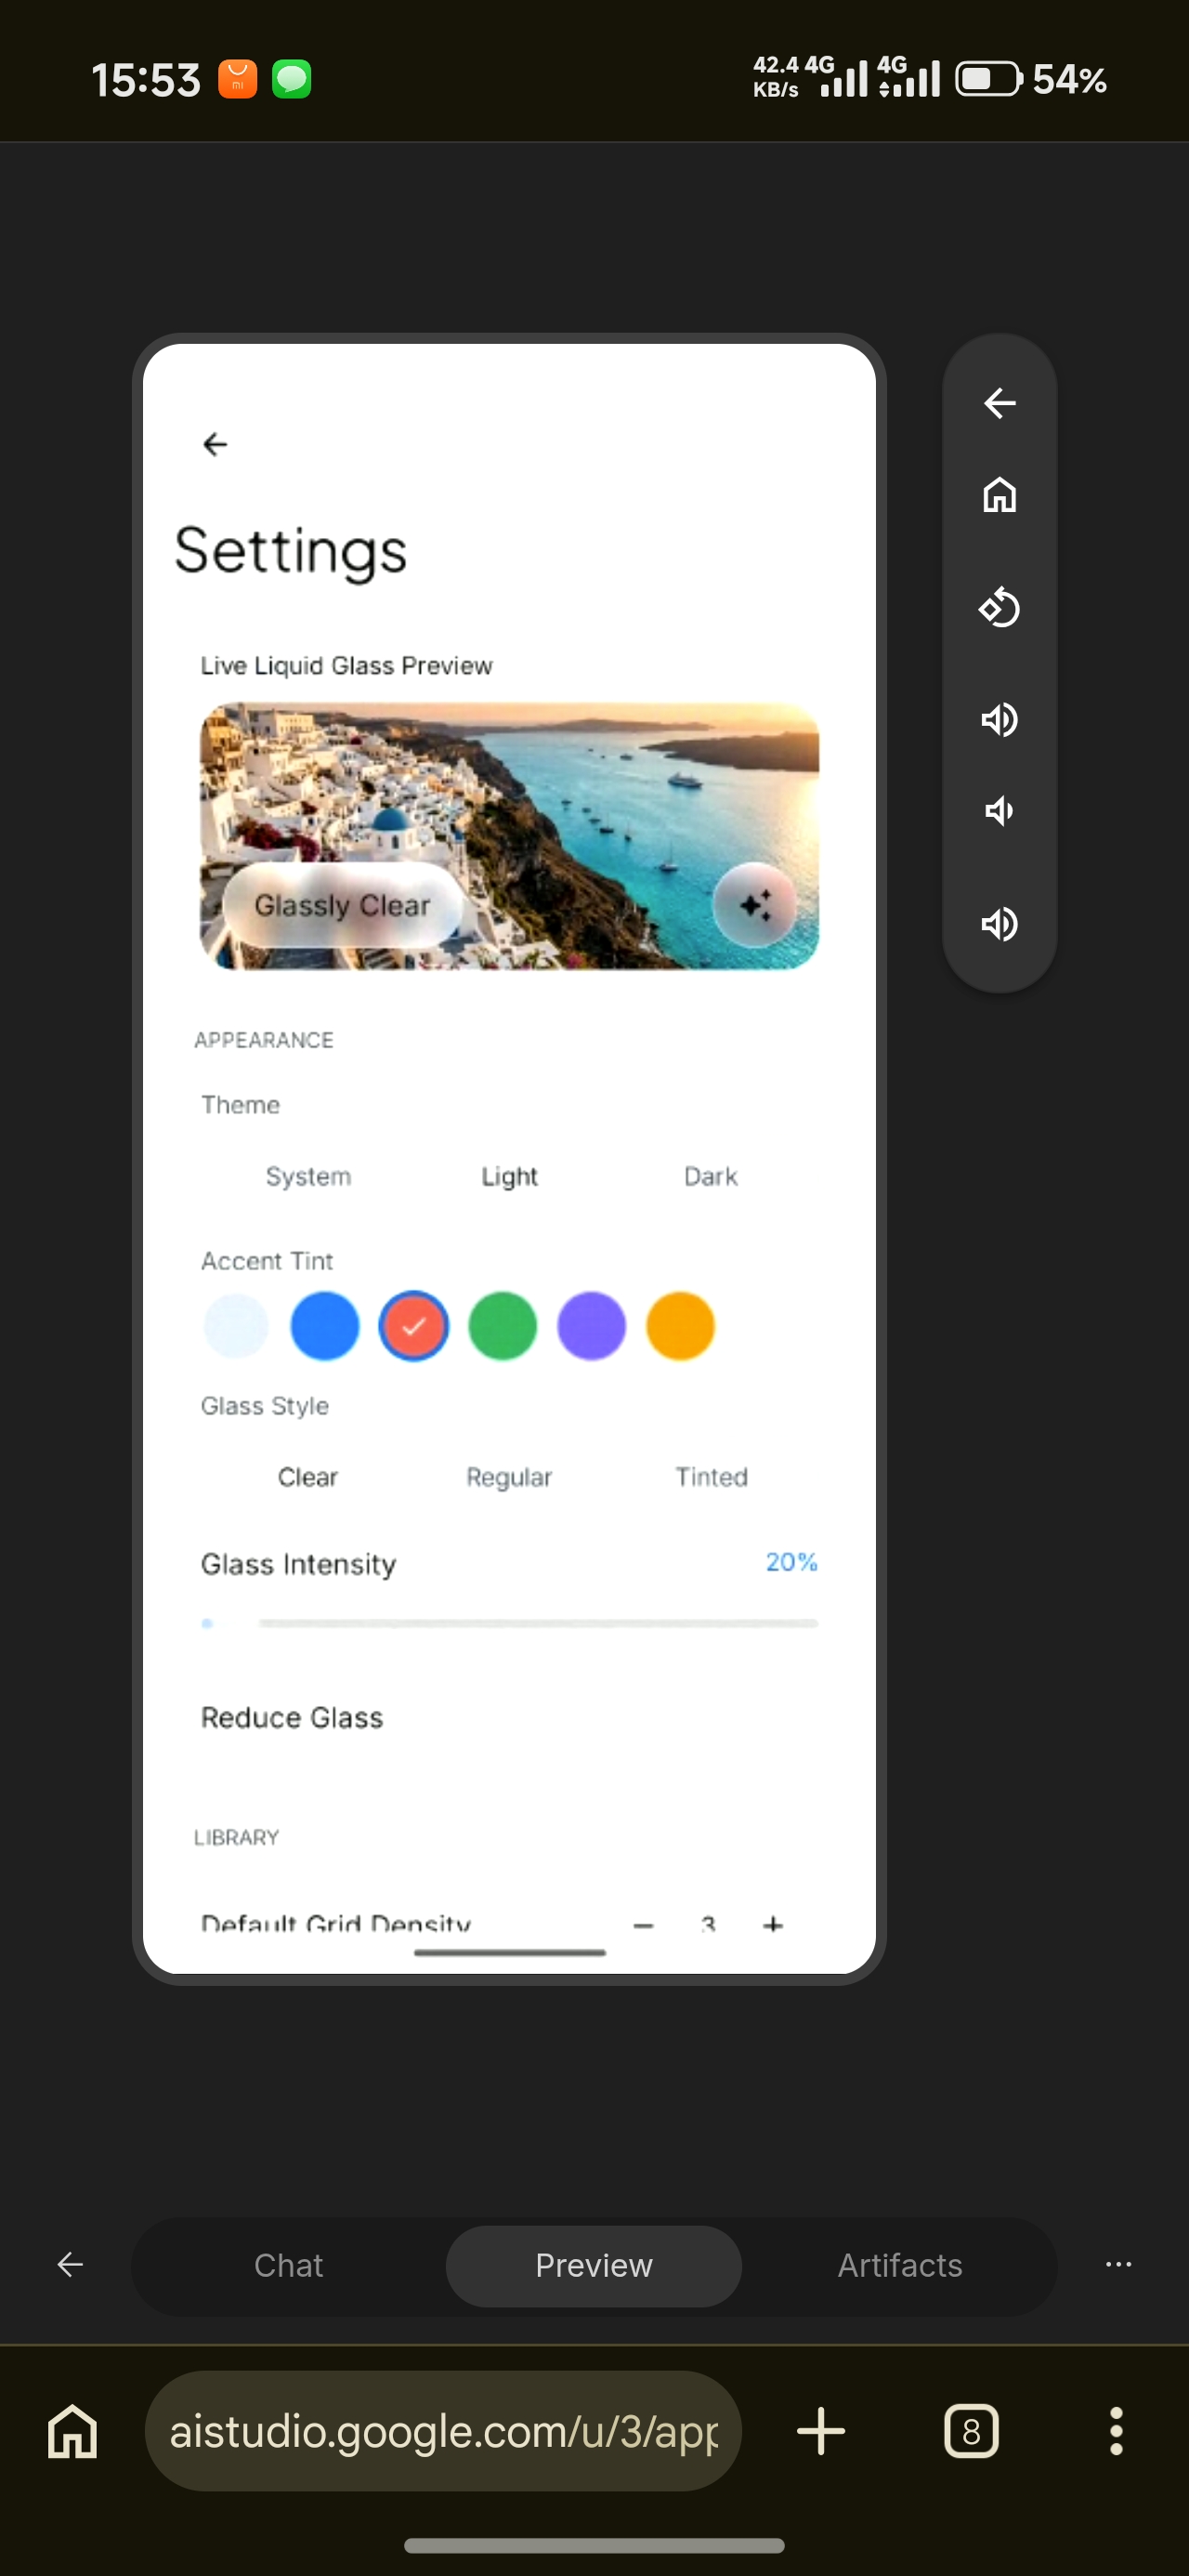 15:53
mi
42.4 4G 4G 54%
KB/s
Settings
Live Liquid Glass Preview
Glassly Clear
APPEARANCE
Theme
System Light Dark
Accent Tint
Glass Style
Clear Regular Tinted
Glass Intensity 20%
Reduce Glass
LIBRARY
Default Grid Density 3
Chat Preview Artifacts
aistudio.google.com/u/3/app
8